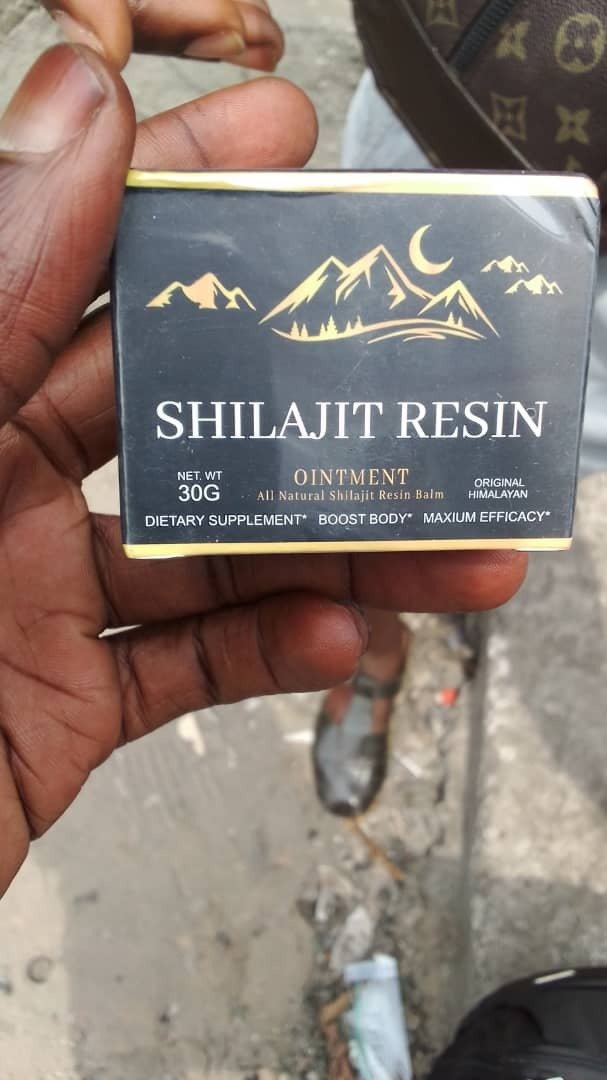 SHILAJIT RESIN
NET. WT
30G
OINTMENT
All Natural Shilajit Resin Balm
ORIGINAL
HIMALAYAN
DIETARY SUPPLEMENT* BOOST BODY* MAXIUM EFFICACY*